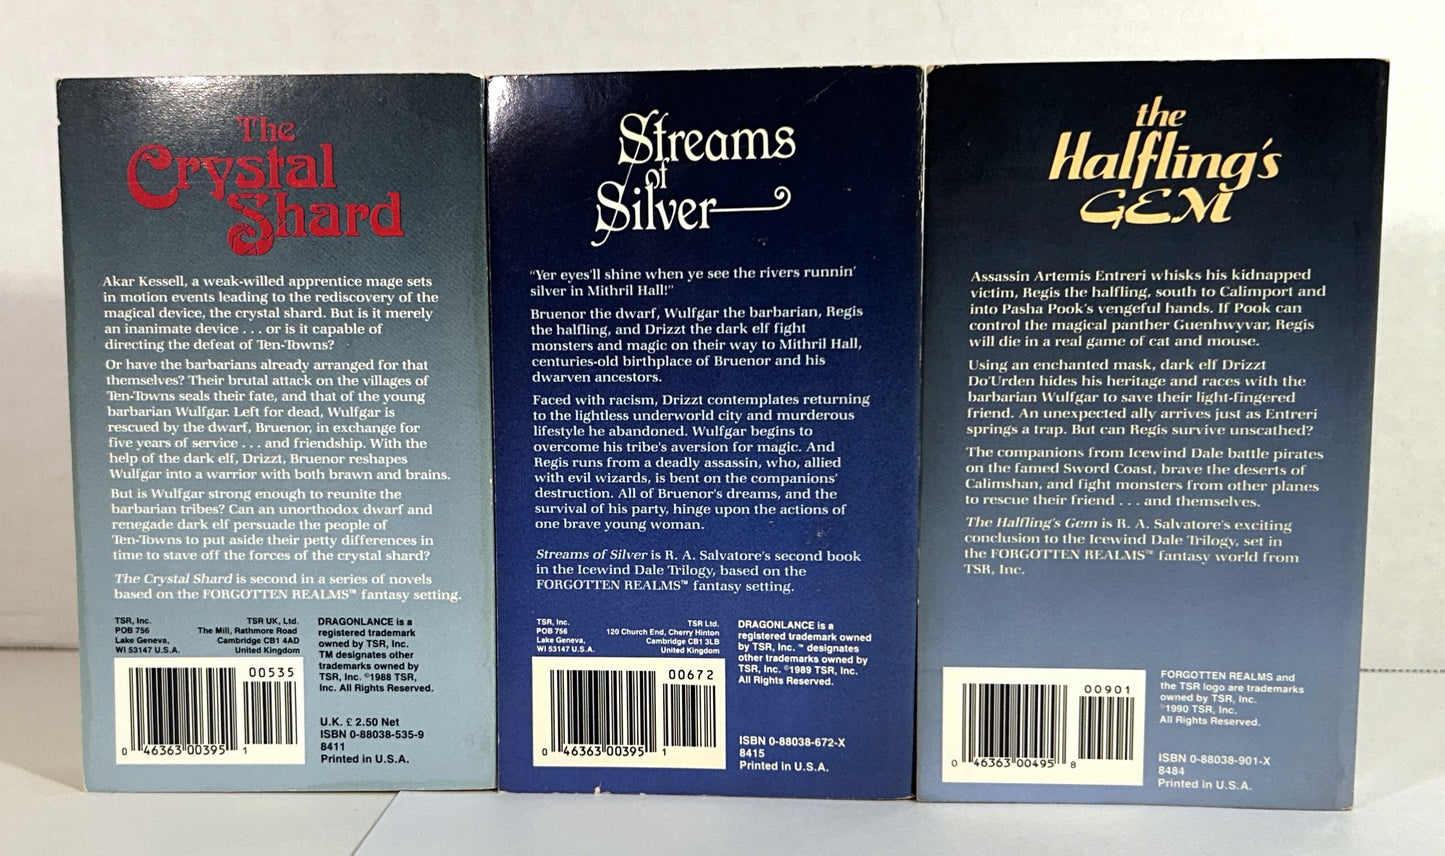 The
Crystal
Shard
Akar Kessell, a weak-willed apprentice mage sets
in motion events leading to the rediscovery of the
magical device, the crystal shard. But is it merely
an inanimate device . . . or is it capable of
directing the defeat of Ten-Towns?
Or have the barbarians already arranged for that
themselves? Their brutal attack on the villages of
Ten-Towns seals their fate, and that of the young
barbarian Wulfgar. Left for dead, Wulfgar is
rescued by the dwarf, Bruenor, in exchange for
five years of service . . . and friendship. With the
help of the dark elf, Drizzt, Bruenor reshapes
Wulfgar into a warrior with both brawn and brains.
But is Wulfgar strong enough to reunite the
barbarian tribes? Can an unorthodox dwarf and
renegade dark elf persuade the people of
Ten-Towns to put aside their petty differences in
time to stave off the forces of the crystal shard?
The Crystal Shard is second in a series of novels
based on the FORGOTTEN REALMS™ fantasy setting.
TSR, Inc.
POB 756
Lake Geneva,
WI 53147 U.S.A.
TSR UK, Ltd.
The Mill, Rathmore Road
Cambridge CB1 4AD
United Kingdom
DRAGONLANCE is a
registered trademark
owned by TSR, Inc.
TM designates other
trademarks owned by
TSR, Inc. ©1988 TSR,
Inc. All Rights Reserved.
00535
0 46363 00395 1
U.K. £ 2.50 Net
ISBN 0-88038-535-9
8411
Printed in U.S.A.
Streams
of
Silver
"Yer eyes'll shine when ye see the rivers runnin'
silver in Mithril Hall!"
Bruenor the dwarf, Wulfgar the barbarian, Regis
the halfling, and Drizzt the dark elf fight
monsters and magic on their way to Mithril Hall,
centuries-old birthplace of Bruenor and his
dwarven ancestors.
Faced with racism, Drizzt contemplates returning
to the lightless underworld city and murderous
lifestyle he abandoned. Wulfgar begins to
overcome his tribe's aversion for magic. And
Regis runs from a deadly assassin, who, allied
with evil wizards, is bent on the companions'
destruction. All of Bruenor's dreams, and the
survival of his party, hinge upon the actions of
one brave young woman.
Streams of Silver is R. A. Salvatore's second book
in the Icewind Dale Trilogy, based on the
FORGOTTEN REALMS™ fantasy setting.
TSR, Inc.
POB 756
Lake Geneva,
WI 53147 U.S.A.
TSR Ltd.
120 Church End, Cherry Hinton
Cambridge CB1 3LB
United Kingdom
DRAGONLANCE is a
registered trademark owned
by TSR, Inc. ™ designates
other trademarks owned by
TSR, Inc. ©1989 TSR, Inc.
All Rights Reserved.
00672
0 46363 00395 1
ISBN 0-88038-672-X
8415
Printed in U.S.A.
the
Halfling's
GEM
Assassin Artemis Entreri whisks his kidnapped
victim, Regis the halfling, south to Calimport and
into Pasha Pook's vengeful hands. If Pook can
control the magical panther Guenhwyvar, Regis
will die in a real game of cat and mouse.
Using an enchanted mask, dark elf Drizzt
Do'Urden hides his heritage and races with the
barbarian Wulfgar to save their light-fingered
friend. An unexpected ally arrives just as Entreri
springs a trap. But can Regis survive unscathed?
The companions from Icewind Dale battle pirates
on the famed Sword Coast, brave the deserts of
Calimshan, and fight monsters from other planes
to rescue their friend . . . and themselves.
The Halfling's Gem is R. A. Salvatore's exciting
conclusion to the Icewind Dale Trilogy, set in
the FORGOTTEN REALMS™ fantasy world from
TSR, Inc.
00901
0 46363 00495 8
FORGOTTEN REALMS and
the TSR logo are trademarks
owned by TSR, Inc.
©1990 TSR, Inc.
All Rights Reserved.
ISBN 0-88038-901-X
8484
Printed in U.S.A.